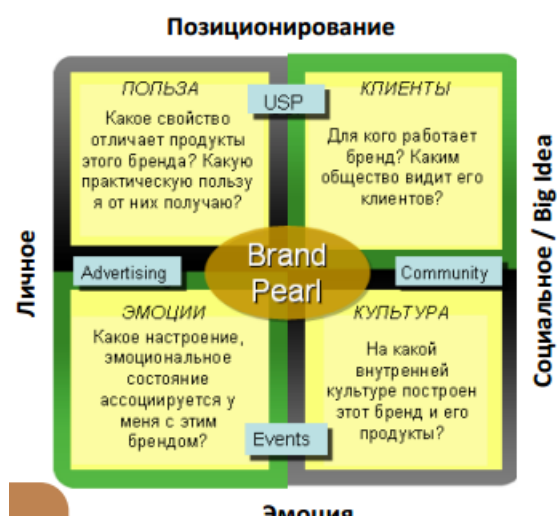 Позиционирование
ПОЛЬЗА
Какое свойство
отличает продукты
этого бренда? Какую
практическую пользу
я от них получаю?
USP
КЛИЕНТЫ
Для кого работает
бренд? Каким
общество видит его
клиентов?
Личное
Advertising
Brand
Pearl
Community
Социальное / Big Idea
ЭМОЦИИ
Какое настроение,
эмоциональное
состояние
ассоциируется у
меня с этим
брендом?
Events
КУЛЬТУРА
На какой
внутренней
культуре построен
этот бренд и его
продукты?
Эмоция